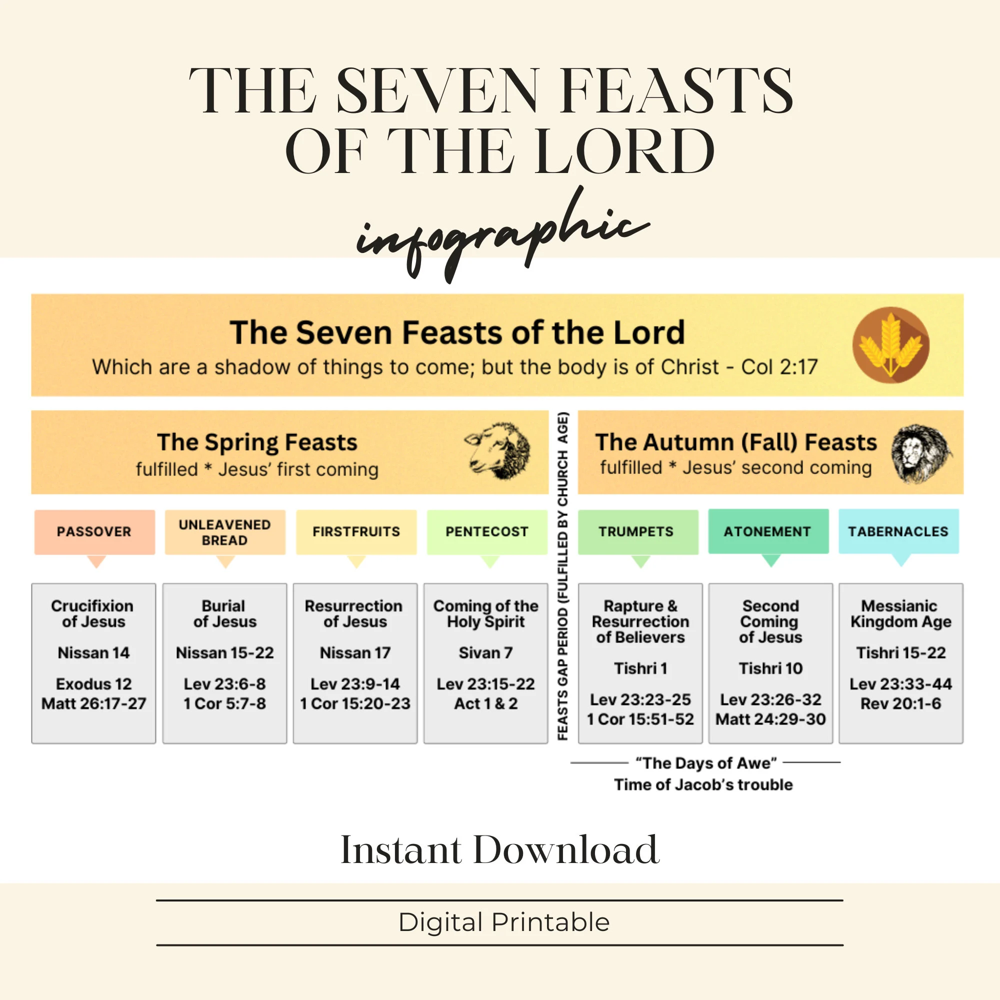 THE SEVEN FEASTS
OF THE LORD
infographic
The Seven Feasts of the Lord
Which are a shadow of things to come; but the body is of Christ - Col 2:17
The Spring Feasts
fulfilled * Jesus’ first coming
FEASTS GAP PERIOD (FULFILLED BY CHURCH AGE)
The Autumn (Fall) Feasts
fulfilled * Jesus’ second coming
PASSOVER
Crucifixion
of Jesus
Nissan 14
Exodus 12
Matt 26:17-27
UNLEAVENED
BREAD
Burial
of Jesus
Nissan 15-22
Lev 23:6-8
1 Cor 5:7-8
FIRSTFRUITS
Resurrection
of Jesus
Nissan 17
Lev 23:9-14
1 Cor 15:20-23
PENTECOST
Coming of the
Holy Spirit
Sivan 7
Lev 23:15-22
Act 1 & 2
TRUMPETS
Rapture &
Resurrection
of Believers
Tishri 1
Lev 23:23-25
1 Cor 15:51-52
ATONEMENT
Second
Coming
of Jesus
Tishri 10
Lev 23:26-32
Matt 24:29-30
TABERNACLES
Messianic
Kingdom Age
Tishri 15-22
Lev 23:33-44
Rev 20:1-6
“The Days of Awe”
Time of Jacob’s trouble
Instant Download
Digital Printable